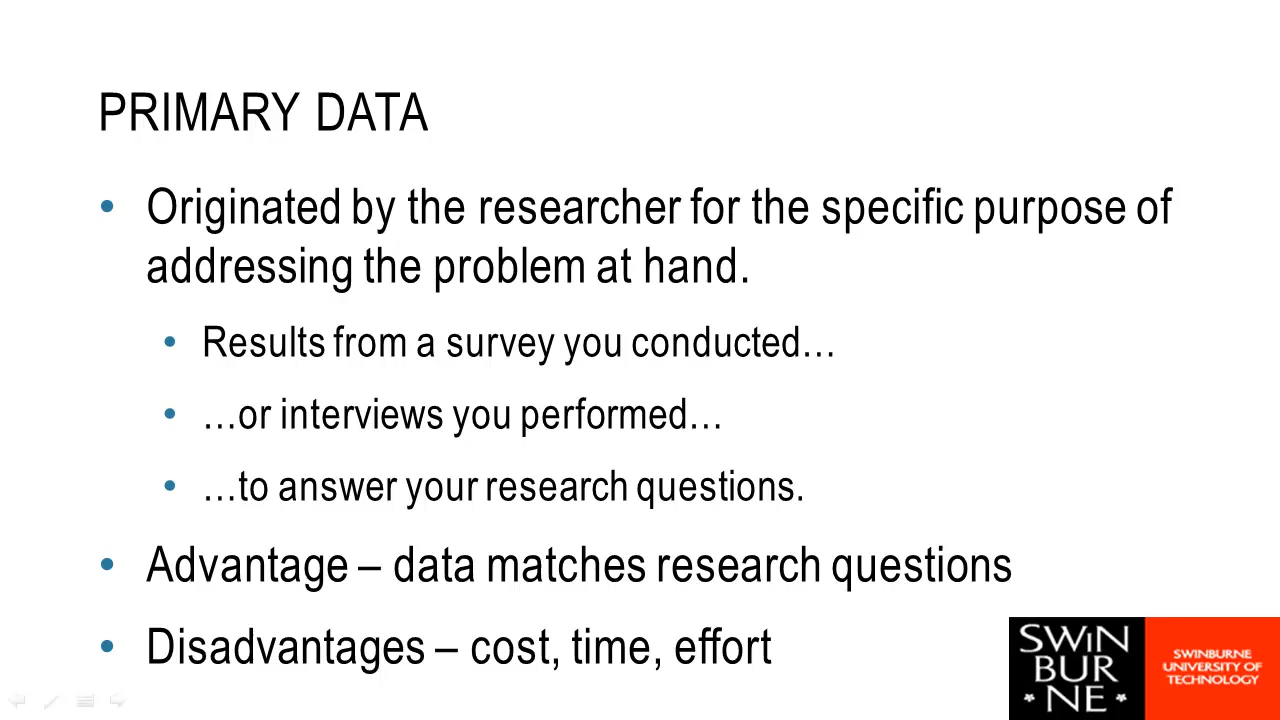 PRIMARY DATA
• Originated by the researcher for the specific purpose of
addressing the problem at hand.
• Results from a survey you conducted…
• …or interviews you performed…
• …to answer your research questions.
• Advantage – data matches research questions
• Disadvantages – cost, time, effort
SWIN
BUR
NE
SWINBURNE
UNIVERSITY OF
TECHNOLOGY